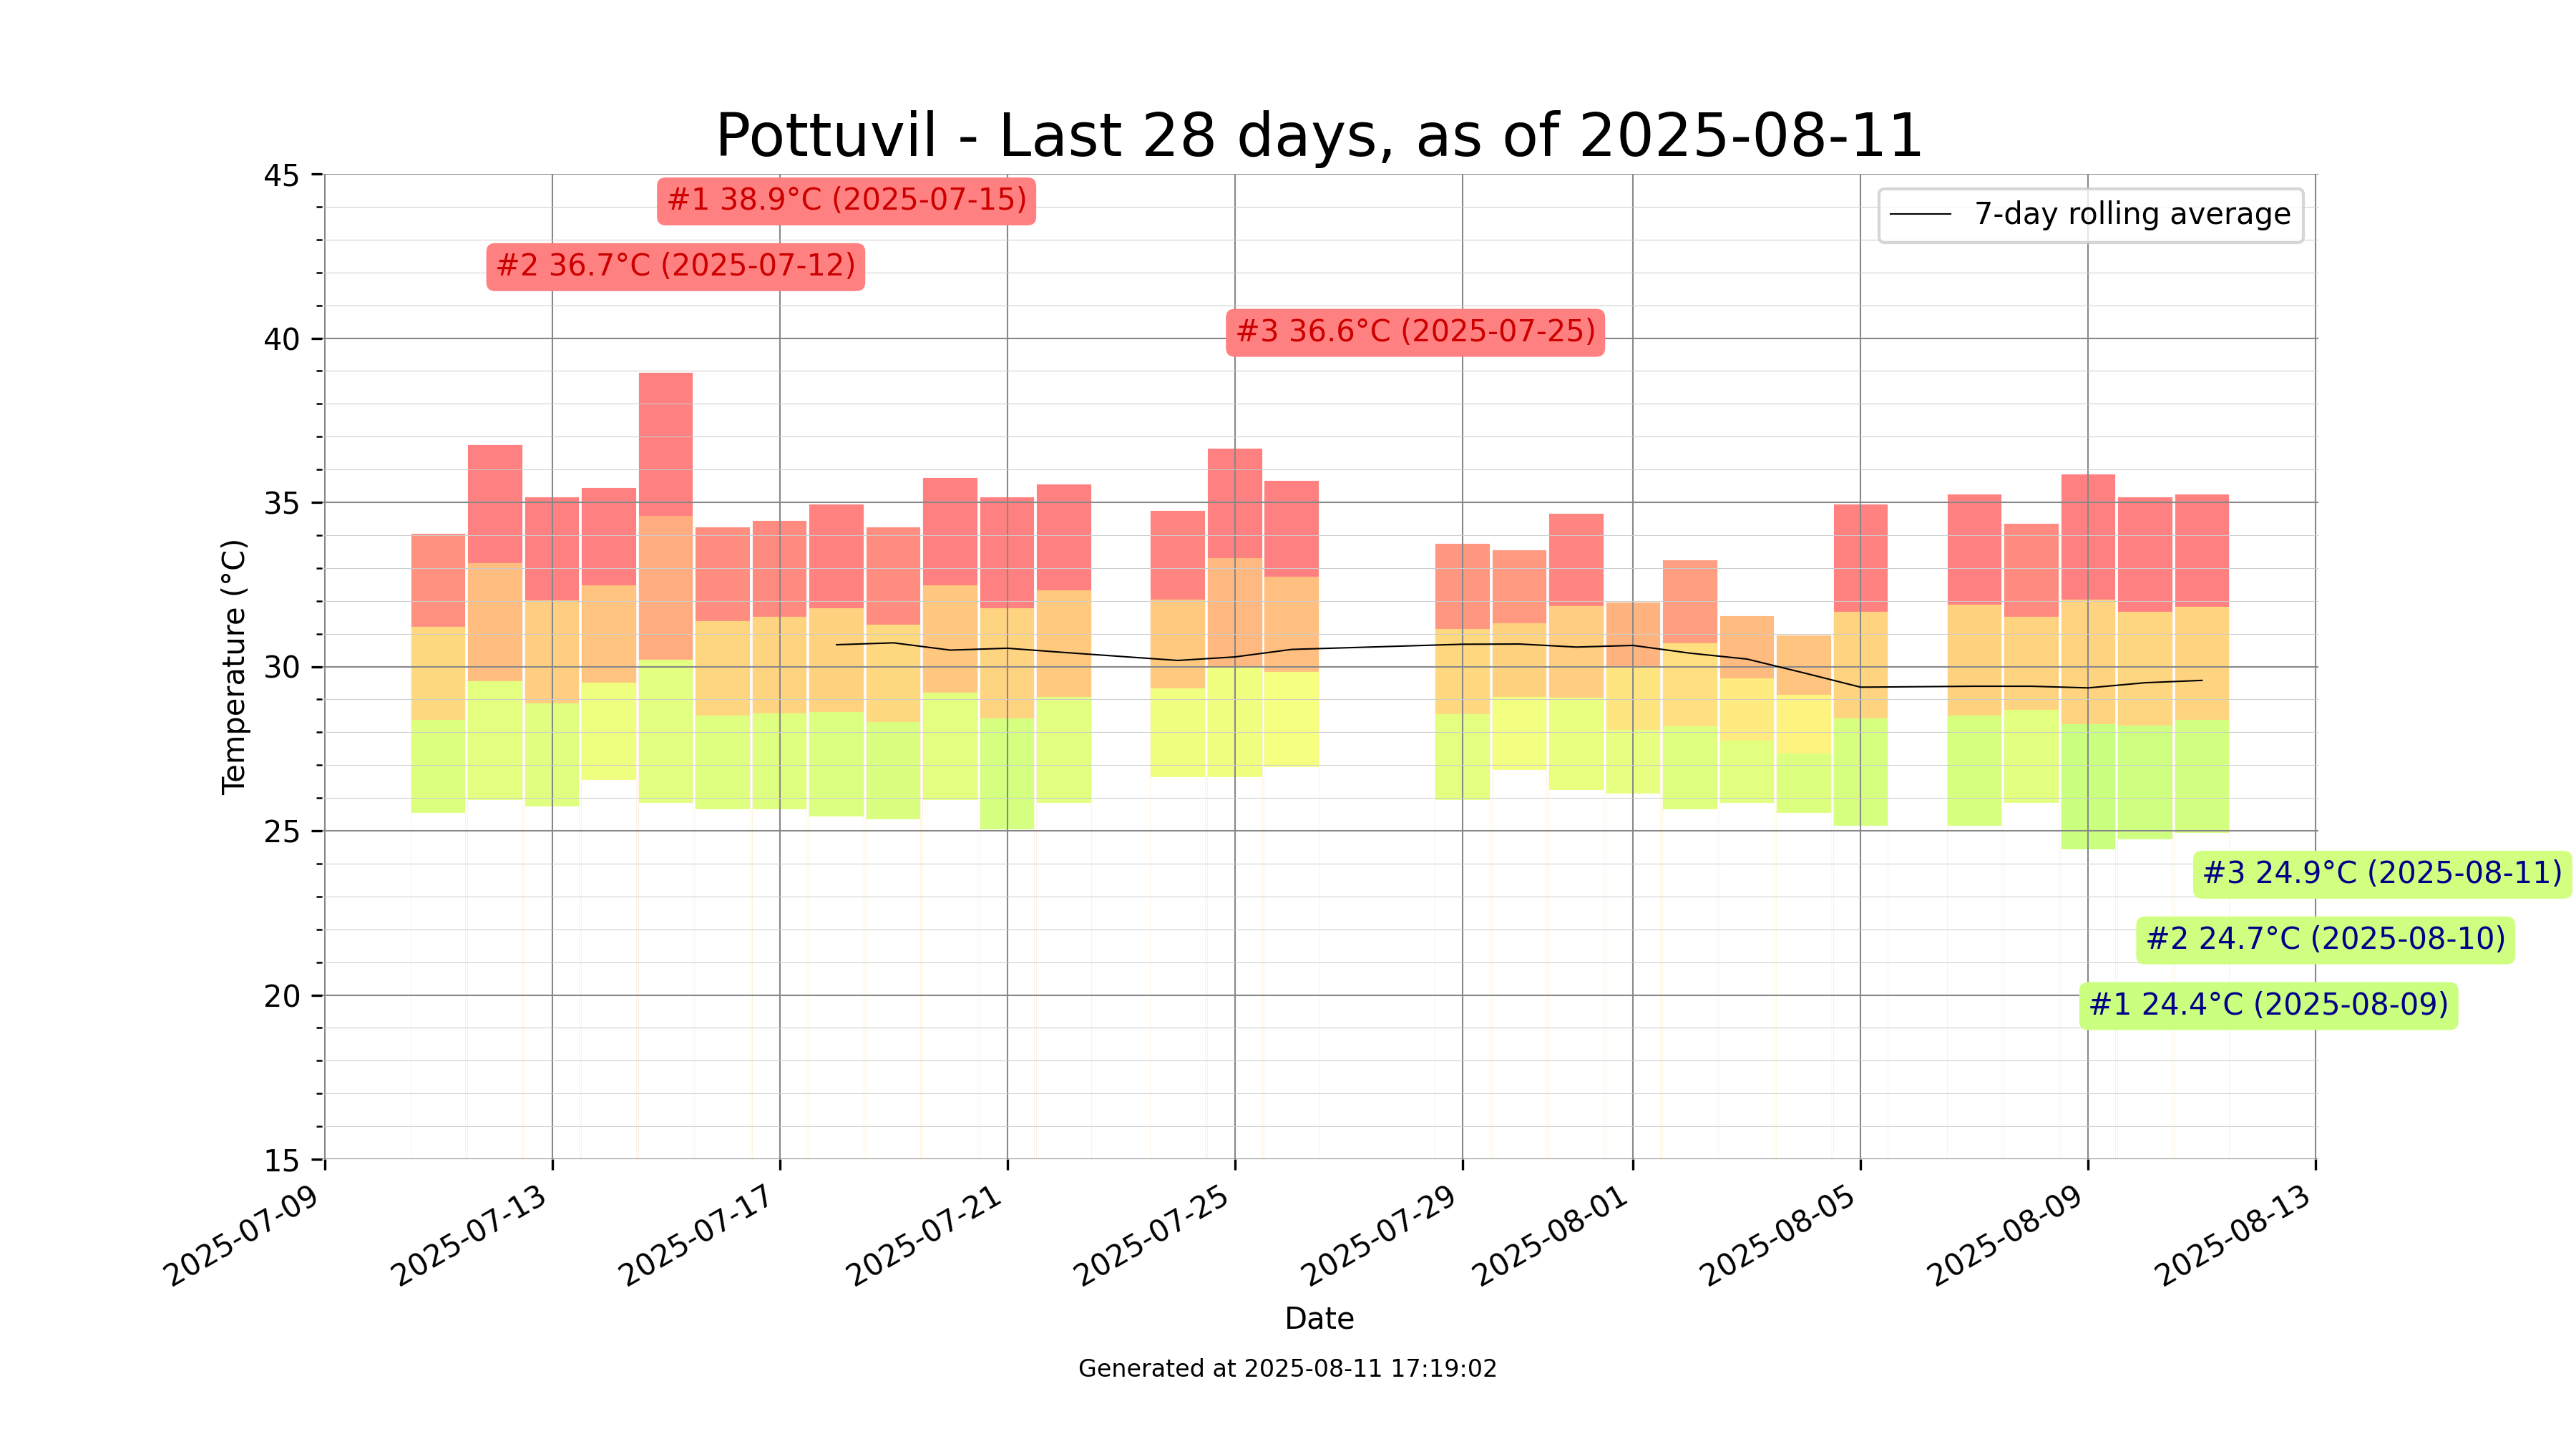 Pottuvil - Last 28 days, as of 2025-08-11
#1 38.9°C (2025-07-15)
7-day rolling average
#2 36.7°C (2025-07-12)
#3 36.6°C (2025-07-25)
45
40
35
30
25
20
15
Temperature (°C)
#3 24.9°C (2025-08-11)
#2 24.7°C (2025-08-10)
#1 24.4°C (2025-08-09)
2025-07-09
2025-07-13
2025-07-17
2025-07-21
2025-07-25
2025-07-29
2025-08-01
2025-08-05
2025-08-09
2025-08-13
Date
Generated at 2025-08-11 17:19:02